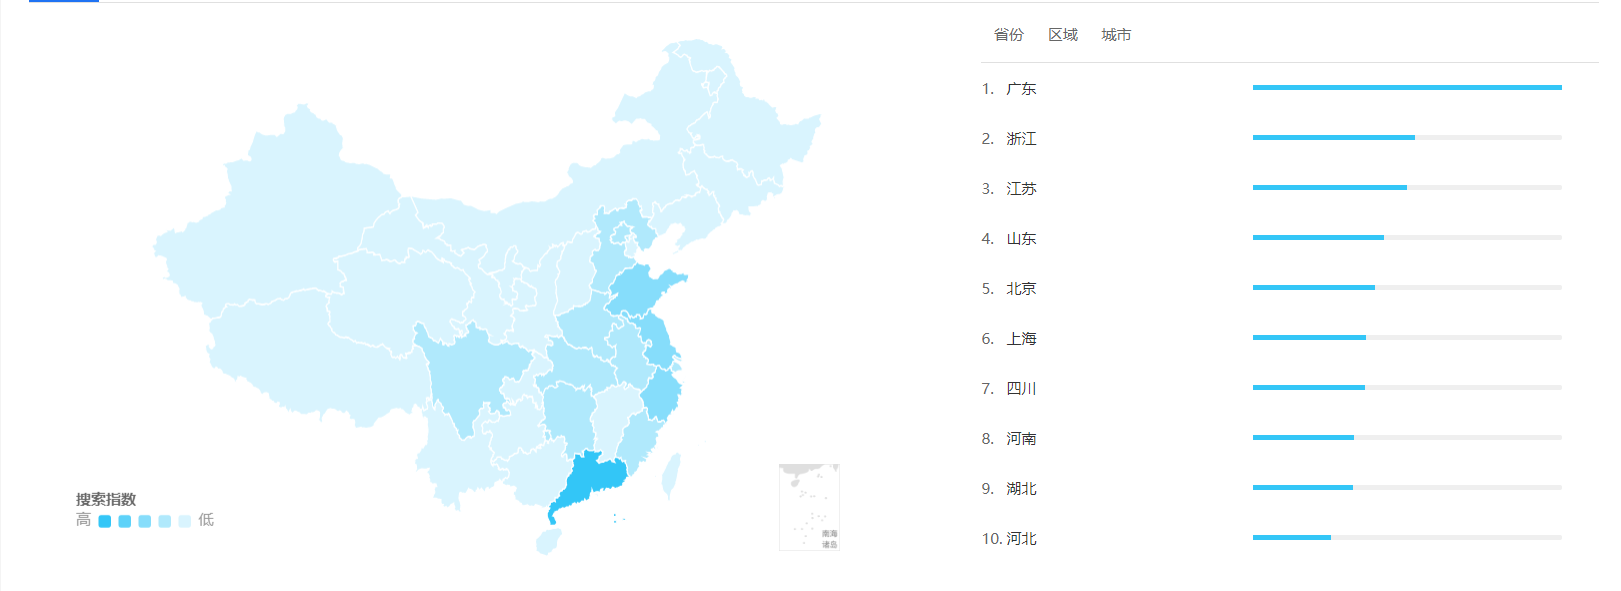 省份 区域 城市
1. 广东
2. 浙江
3. 江苏
4. 山东
5. 北京
6. 上海
7. 四川
8. 河南
9. 湖北
10. 河北
搜索指数
高 低
南海
诸岛